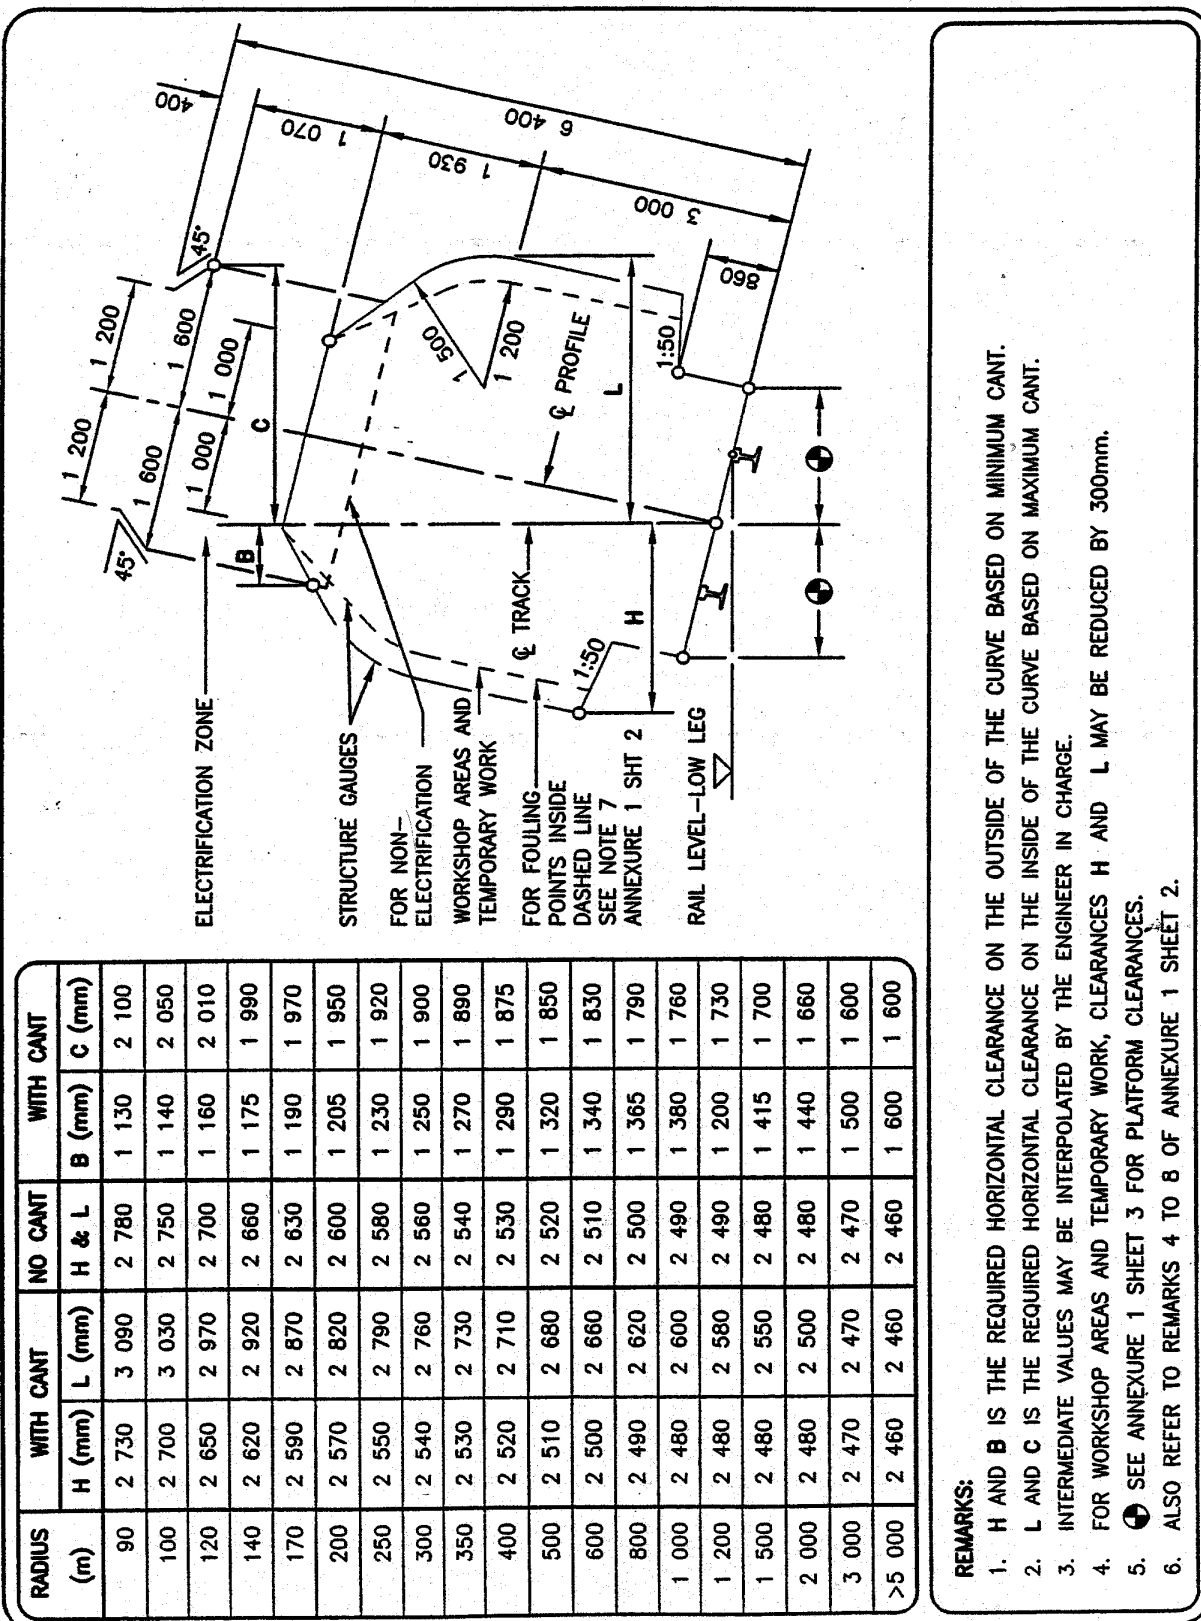 RADIUS WITH CANT NO CANT WITH CANT
(m) H (mm) L (mm) H & L B (mm) C (mm)
90 2 730 3 090 2 780 1 130 2 100
100 2 700 3 030 2 750 1 140 2 050
120 2 650 2 970 2 700 1 160 2 010
140 2 620 2 920 2 660 1 175 1 990
170 2 590 2 870 2 630 1 190 1 970
200 2 570 2 820 2 600 1 205 1 950
250 2 550 2 790 2 580 1 230 1 920
300 2 540 2 760 2 560 1 250 1 900
350 2 530 2 730 2 540 1 270 1 890
400 2 520 2 710 2 530 1 290 1 875
500 2 510 2 680 2 520 1 320 1 850
600 2 500 2 660 2 510 1 340 1 830
800 2 490 2 620 2 500 1 365 1 790
1 000 2 480 2 600 2 490 1 380 1 760
1 200 2 480 2 580 2 490 1 200 1 730
1 500 2 480 2 550 2 480 1 415 1 700
2 000 2 480 2 500 2 480 1 440 1 660
3 000 2 470 2 470 2 470 1 500 1 600
>5 000 2 460 2 460 2 460 1 600 1 600
ELECTRIFICATION ZONE
STRUCTURE GAUGES
FOR NON-
ELECTRIFICATION
WORKSHOP AREAS AND
TEMPORARY WORK
FOR FOULING
POINTS INSIDE
DASHED LINE
SEE NOTE 7
ANNEXURE 1 SHT 2
RAIL LEVEL-LOW LEG
45°
45°
1 200
1 200
1 600
1 600
1 000
1 000
B
C
400
1 070
1 930
6 400
3 000
860
1 500
1 200
℄ PROFILE
L
℄ TRACK
H
1:50
1:50
REMARKS:
1. H AND B IS THE REQUIRED HORIZONTAL CLEARANCE ON THE OUTSIDE OF THE CURVE BASED ON MINIMUM CANT.
2. L AND C IS THE REQUIRED HORIZONTAL CLEARANCE ON THE INSIDE OF THE CURVE BASED ON MAXIMUM CANT.
3. INTERMEDIATE VALUES MAY BE INTERPOLATED BY THE ENGINEER IN CHARGE.
4. FOR WORKSHOP AREAS AND TEMPORARY WORK, CLEARANCES H AND L MAY BE REDUCED BY 300mm.
5. SEE ANNEXURE 1 SHEET 3 FOR PLATFORM CLEARANCES.
6. ALSO REFER TO REMARKS 4 TO 8 OF ANNEXURE 1 SHEET 2.